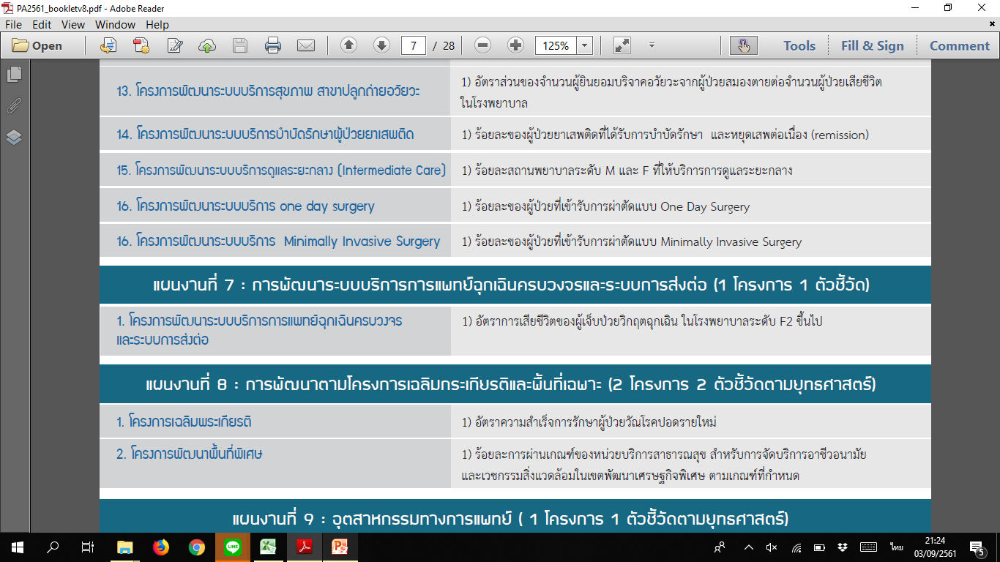 PA2561_bookletv8.pdf - Adobe Reader
File Edit View Window Help
Open 7 / 28 125% Tools Fill & Sign Comment
13. โครงการพัฒนาระบบบริการสุขภาพ สาขาปลูกถ่ายอวัยวะ
1) อัตราส่วนของจำนวนผู้ยินยอมบริจาคอวัยวะจากผู้ป่วยสมองตายต่อจำนวนผู้ป่วยเสียชีวิต
ในโรงพยาบาล
14. โครงการพัฒนาระบบบริการบำบัดรักษาผู้ป่วยยาเสพติด
1) ร้อยละของผู้ป่วยยาเสพติดที่ได้รับการบำบัดรักษา และหยุดเสพต่อเนื่อง (remission)
15. โครงการพัฒนาระบบบริการดูแลระยะกลาง (Intermediate Care)
1) ร้อยละสถานพยาบาลระดับ M และ F ที่ให้บริการการดูแลระยะกลาง
16. โครงการพัฒนาระบบบริการ one day surgery
1) ร้อยละของผู้ป่วยที่เข้ารับการผ่าตัดแบบ One Day Surgery
16. โครงการพัฒนาระบบบริการ Minimally Invasive Surgery
1) ร้อยละของผู้ป่วยที่เข้ารับการผ่าตัดแบบ Minimally Invasive Surgery
แผนงานที่ 7 : การพัฒนาระบบบริการการแพทย์ฉุกเฉินครบวงจรและระบบการส่งต่อ (1 โครงการ 1 ตัวชี้วัด)
1. โครงการพัฒนาระบบบริการการแพทย์ฉุกเฉินครบวงจร
และระบบการส่งต่อ
1) อัตราการเสียชีวิตของผู้เจ็บป่วยวิกฤตฉุกเฉิน ในโรงพยาบาลระดับ F2 ขึ้นไป
แผนงานที่ 8 : การพัฒนาตามโครงการเฉลิมกระเกียรติและพื้นที่เฉพาะ (2 โครงการ 2 ตัวชี้วัดตามยุทธศาสตร์)
1. โครงการเฉลิมพระเกียรติ
1) อัตราความสำเร็จการรักษาผู้ป่วยวัณโรคปอดรายใหม่
2. โครงการพัฒนาพื้นที่พิเศษ
1) ร้อยละการผ่านเกณฑ์ของหน่วยบริการสาธารณสุข สำหรับการจัดบริการอาชีวอนามัย
และเวชกรรมสิ่งแวดล้อมในเขตพัฒนาเศรษฐกิจพิเศษ ตามเกณฑ์ที่กำหนด
แผนงานที่ 9 : อุตสาหกรรมทางการแพทย์ ( 1 โครงการ 1 ตัวชี้วัดตามยุทธศาสตร์)
LINE
ไทย
21:24
03/09/2561
5